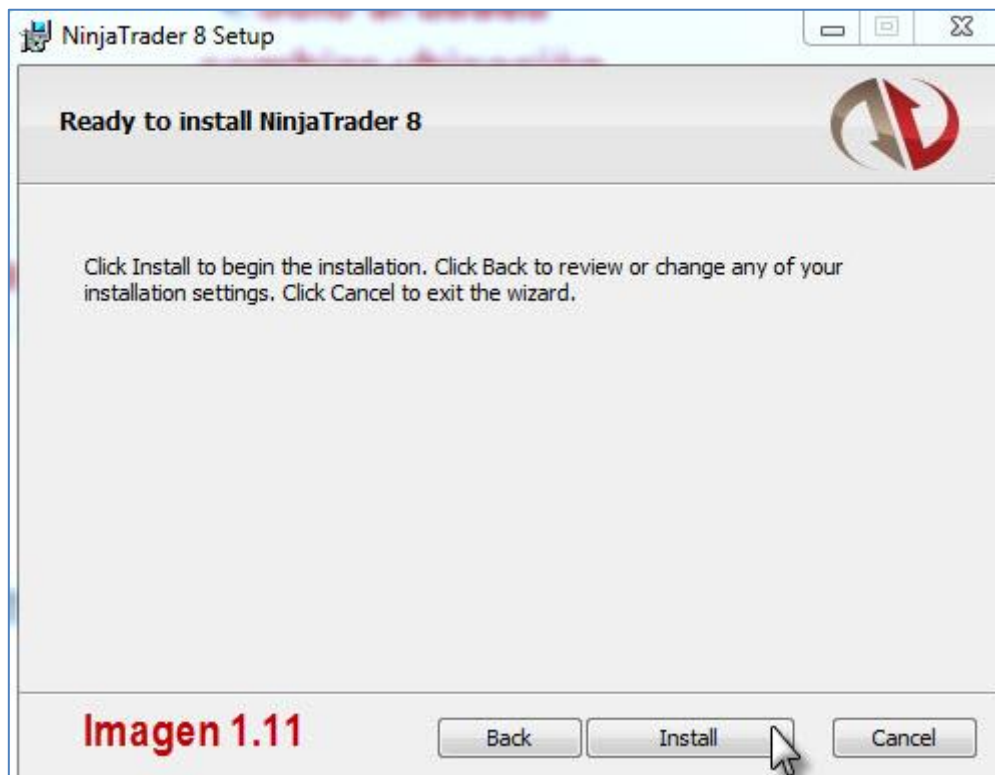 NinjaTrader 8 Setup
Ready to install NinjaTrader 8
Click Install to begin the installation. Click Back to review or change any of your
installation settings. Click Cancel to exit the wizard.
Imagen 1.11
Back
Install
Cancel